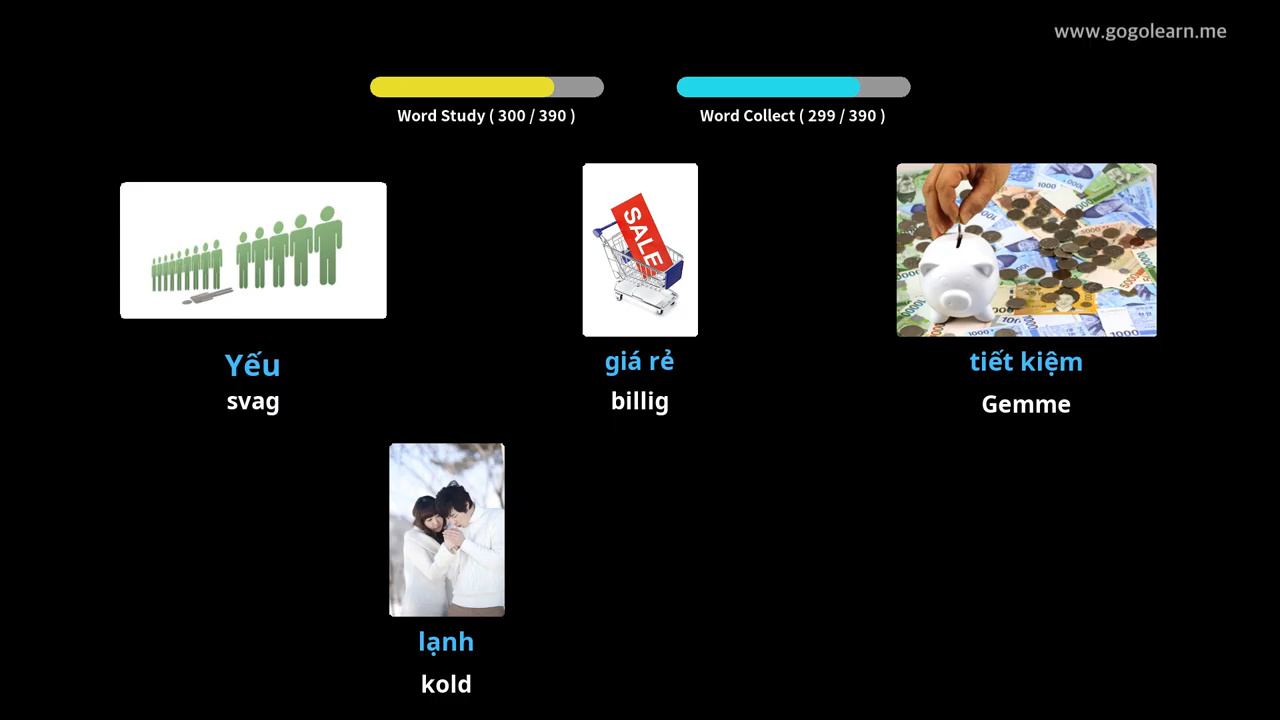 www.gogolearn.me
Word Study ( 300 / 390 )
Word Collect ( 299 / 390 )
SALE
Yếu
svag
giá rẻ
billig
tiết kiệm
Gemme
lạnh
kold